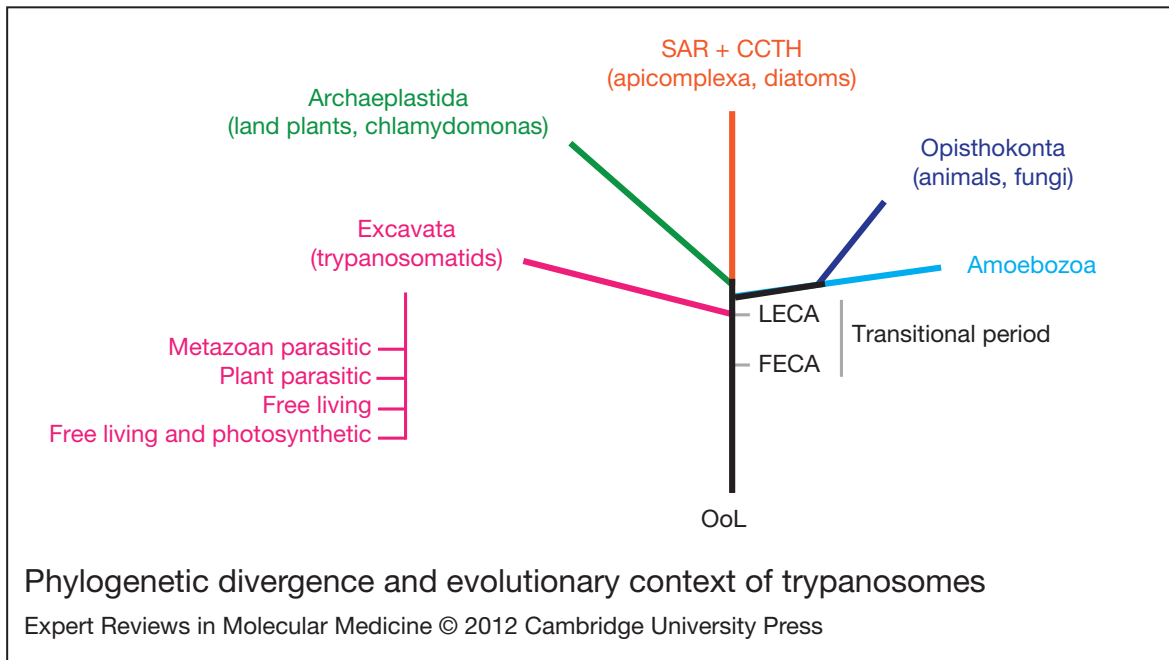 SAR + CCTH
(apicomplexa, diatoms)
Archaeplastida
(land plants, chlamydomonas)
Opisthokonta
(animals, fungi)
Excavata
(trypanosomatids)
Amoebozoa
LECA
Transitional period
FECA
Metazoan parasitic
Plant parasitic
Free living
Free living and photosynthetic
OoL
Phylogenetic divergence and evolutionary context of trypanosomes
Expert Reviews in Molecular Medicine © 2012 Cambridge University Press